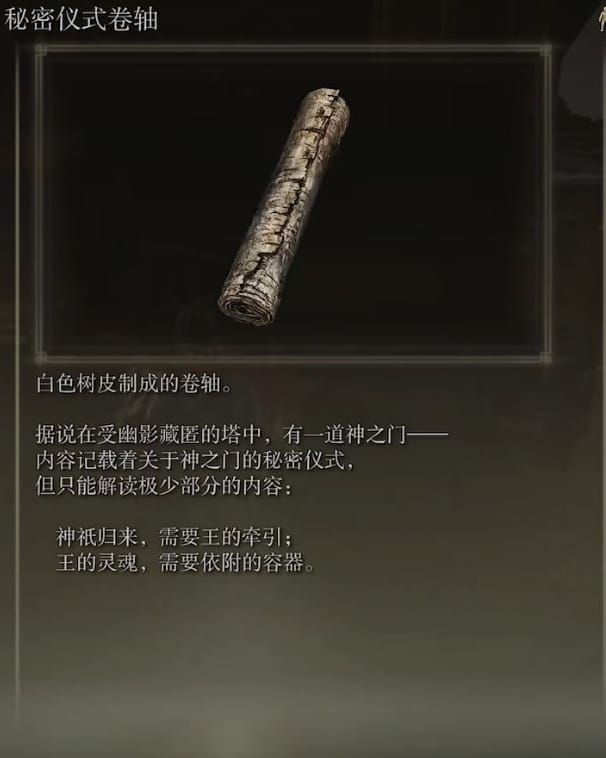 秘密仪式卷轴
白色树皮制成的卷轴。
据说在受幽影藏匿的塔中，有一道神之门——
内容记载着关于神之门的秘密仪式，
但只能解读极少部分的内容：
神祇归来，需要王的牵引；
王的灵魂，需要依附的容器。